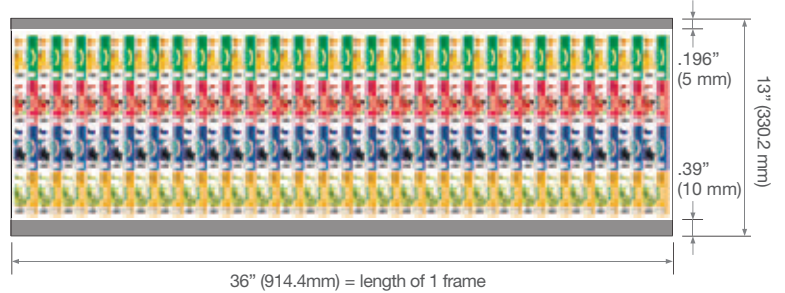 .196”
(5 mm)
13” (330.2 mm)
.39”
(10 mm)
36” (914.4mm) = length of 1 frame